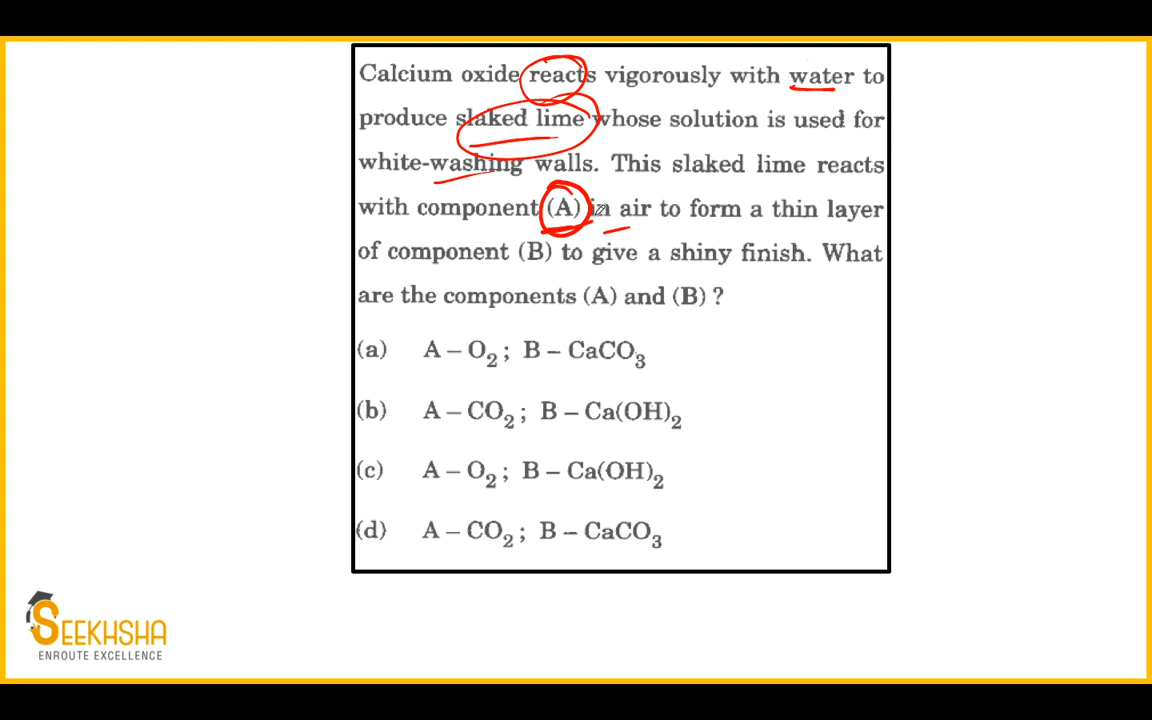 Calcium oxide reacts vigorously with water to
produce slaked lime whose solution is used for
white-washing walls. This slaked lime reacts
with component (A) in air to form a thin layer
of component (B) to give a shiny finish. What
are the components (A) and (B) ?
(a) A – O₂ ; B – CaCO₃
(b) A – CO₂ ; B – Ca(OH)₂
(c) A – O₂ ; B – Ca(OH)₂
(d) A – CO₂ ; B – CaCO₃
SEEKHSHA
ENROUTE EXCELLENCE